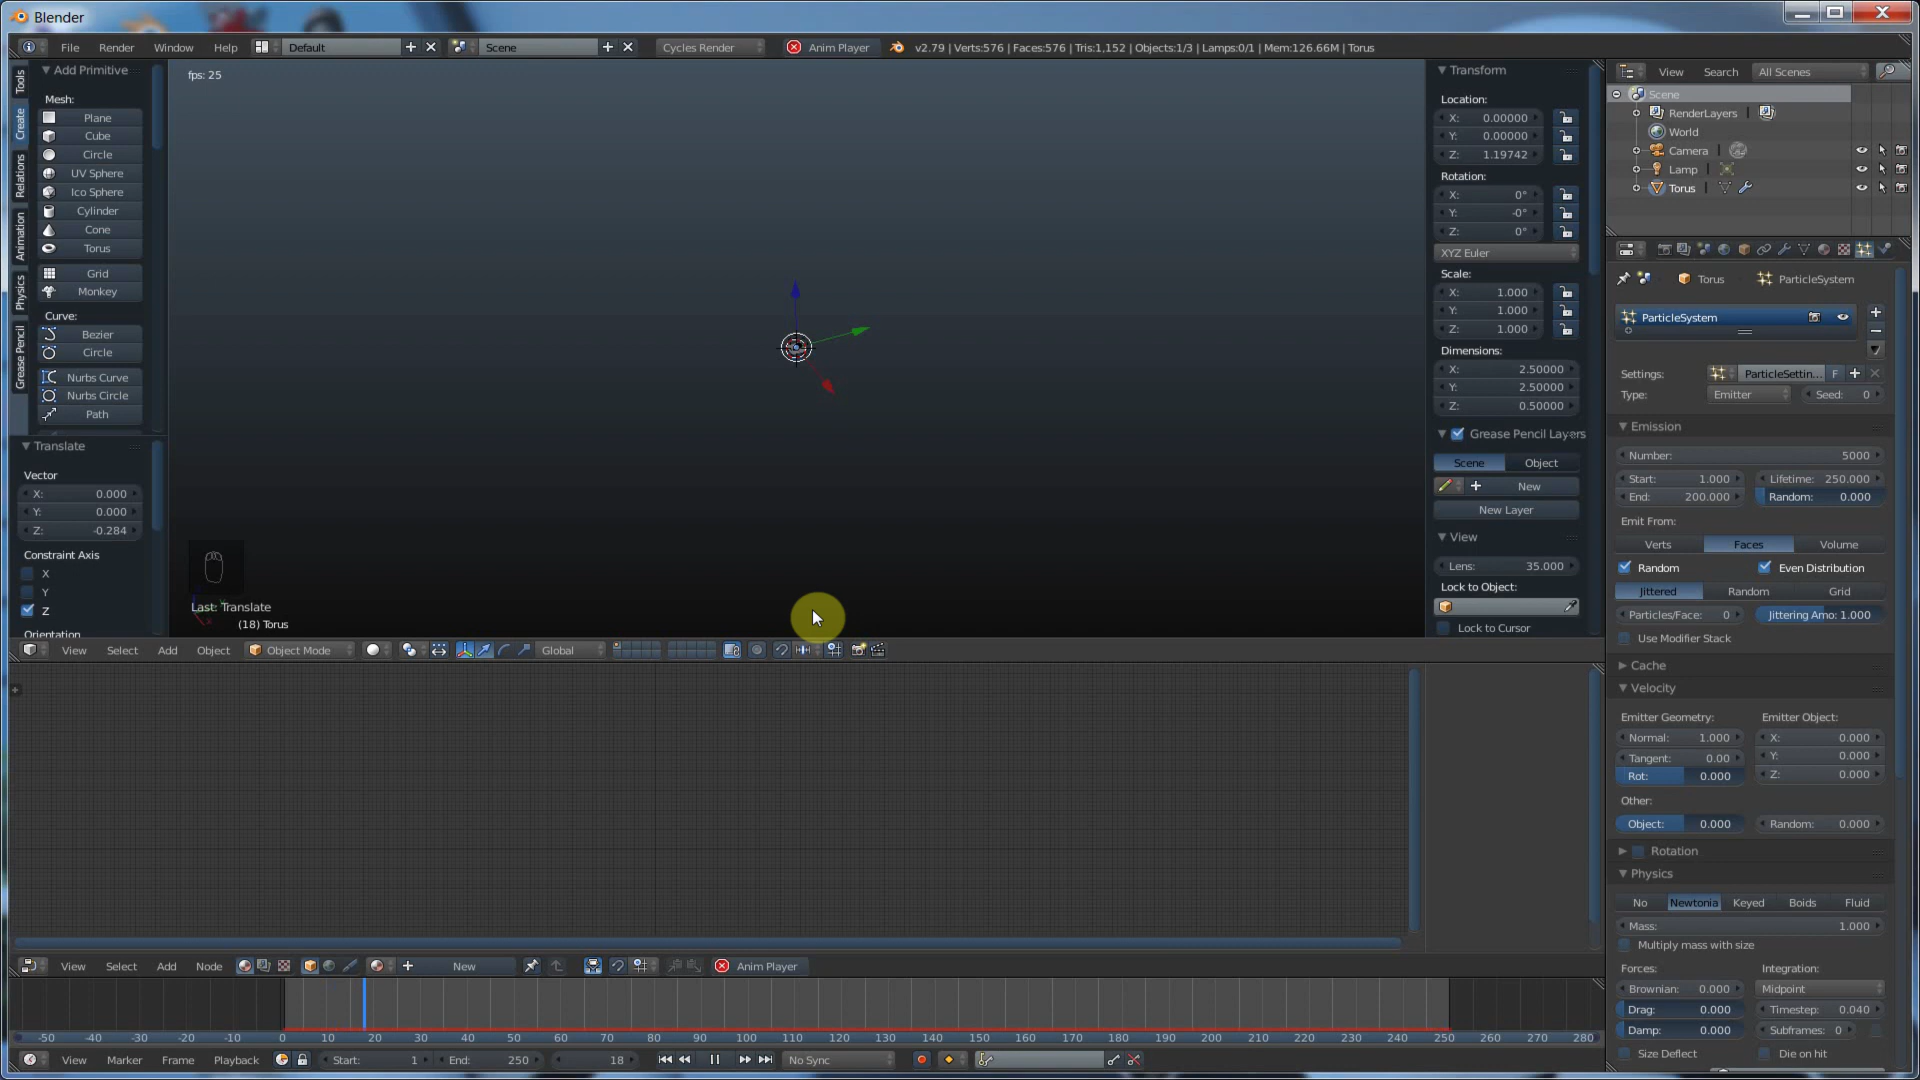 Blender
File Render Window Help Default Scene Cycles Render Anim Player v2.79 | Verts:576 | Faces:576 | Tris:1,152 | Objects:1/3 | Lamps:0/1 | Mem:126.66M | Torus
Tools
Create
Relations
Animation
Physics
Grease Pencil
Add Primitive
Mesh:
Plane
Cube
Circle
UV Sphere
Ico Sphere
Cylinder
Cone
Torus
Grid
Monkey
Curve:
Bezier
Circle
Nurbs Curve
Nurbs Circle
Path
Translate
Vector
X: 0.000
Y: 0.000
Z: -0.284
Constraint Axis
X
Y
Z
Orientation
fps: 25
Last: Translate
(18) Torus
Transform
Location:
X: 0.00000
Y: 0.00000
Z: 1.19742
Rotation:
X: 0°
Y: -0°
Z: 0°
XYZ Euler
Scale:
X: 1.000
Y: 1.000
Z: 1.000
Dimensions:
X: 2.50000
Y: 2.50000
Z: 0.50000
Grease Pencil Layers
Scene Object
New
New Layer
View
Lens: 35.000
Lock to Object:
Lock to Cursor
View Search All Scenes
Scene
RenderLayers
World
Camera
Lamp
Torus
Torus ParticleSystem
ParticleSystem
Settings: ParticleSettin... F
Type: Emitter Seed: 0
Emission
Number: 5000
Start: 1.000 Lifetime: 250.000
End: 200.000 Random: 0.000
Emit From:
Verts Faces Volume
Random Even Distribution
Jittered Random Grid
Particles/Face: 0 Jittering Amo: 1.000
Use Modifier Stack
Cache
Velocity
Emitter Geometry: Emitter Object:
Normal: 1.000 X: 0.000
Tangent: 0.00 Y: 0.000
Rot: 0.000 Z: 0.000
Other:
Object: 0.000 Random: 0.000
Rotation
Physics
No Newtonia Keyed Boids Fluid
Mass: 1.000
Multiply mass with size
Forces: Integration:
Brownian: 0.000 Midpoint
Drag: 0.000 Timestep: 0.040
Damp: 0.000 Subframes: 0
Size Deflect Die on hit
View Select Add Object Object Mode Global
View Select Add Node New Anim Player
-50 -40 -30 -20 -10 0 10 20 30 40 50 60 70 80 90 100 110 120 130 140 150 160 170 180 190 200 210 220 230 240 250 260 270 280
View Marker Frame Playback Start: 1 End: 250 18 No Sync